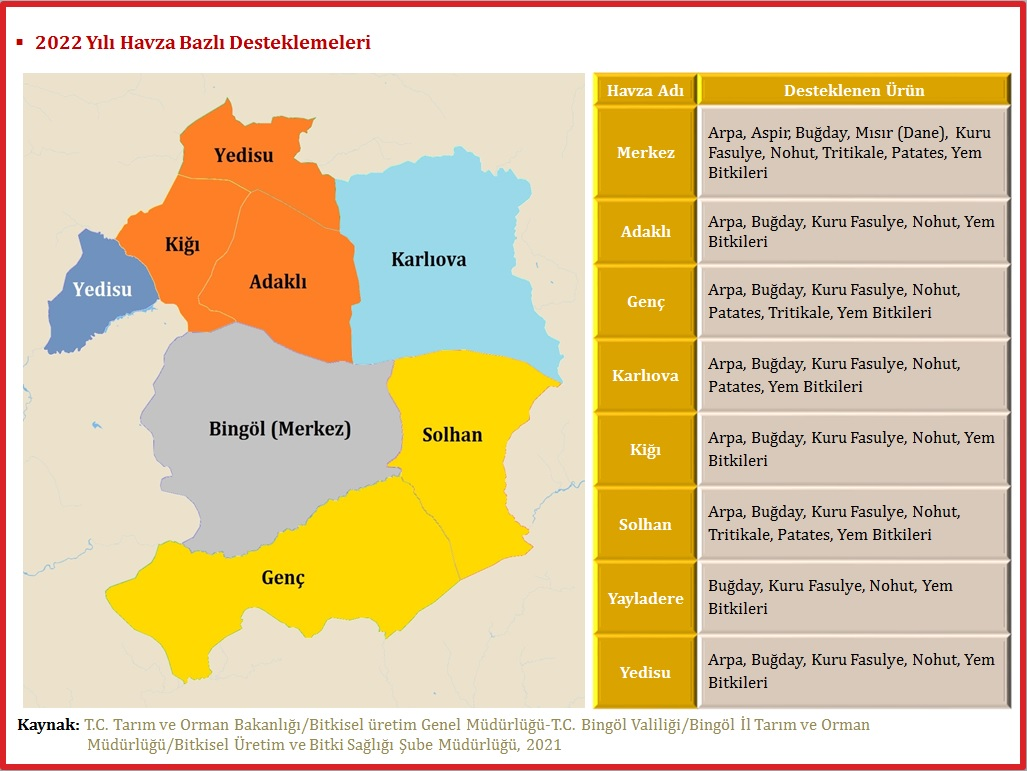 ▪ 2022 Yılı Havza Bazlı Desteklemeleri
Yedisu
Kiğı
Adaklı
Karlıova
Yedisu
Bingöl (Merkez)
Solhan
Genç
Havza Adı
Desteklenen Ürün
Merkez
Arpa, Aspir, Buğday, Mısır (Dane), Kuru
Fasulye, Nohut, Tritikale, Patates, Yem
Bitkileri
Adaklı
Arpa, Buğday, Kuru Fasulye, Nohut, Yem
Bitkileri
Genç
Arpa, Buğday, Kuru Fasulye, Nohut,
Patates, Tritikale, Yem Bitkileri
Karlıova
Arpa, Buğday, Kuru Fasulye, Nohut,
Patates, Yem Bitkileri
Kiğı
Arpa, Buğday, Kuru Fasulye, Nohut, Yem
Bitkileri
Solhan
Arpa, Buğday, Kuru Fasulye, Nohut,
Tritikale, Patates, Yem Bitkileri
Yayladere
Buğday, Kuru Fasulye, Nohut, Yem
Bitkileri
Yedisu
Arpa, Buğday, Kuru Fasulye, Nohut, Yem
Bitkileri
Kaynak: T.C. Tarım ve Orman Bakanlığı/Bitkisel üretim Genel Müdürlüğü-T.C. Bingöl Valiliği/Bingöl İl Tarım ve Orman
Müdürlüğü/Bitkisel Üretim ve Bitki Sağlığı Şube Müdürlüğü, 2021